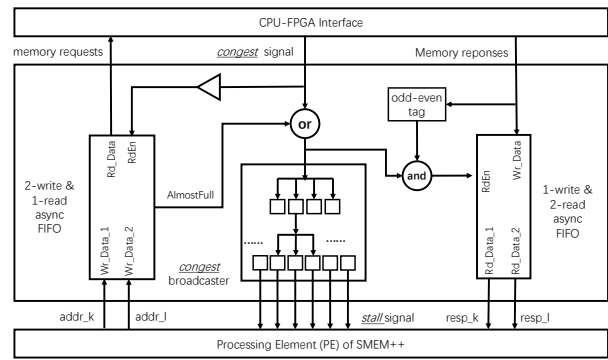 CPU-FPGA Interface
memory requests
congest signal
Memory reponses
odd-even
tag
or
and
Rd_Data
RdEn
2-write &
1-read
async
FIFO
AlmostFull
Wr_Data_1
Wr_Data_2
RdEn
Wr_Data
1-write &
2-read
async
FIFO
Rd_Data_1
Rd_Data_2
......
......
congest
broadcaster
addr_k
addr_l
stall signal
resp_k
resp_l
Processing Element (PE) of SMEM++